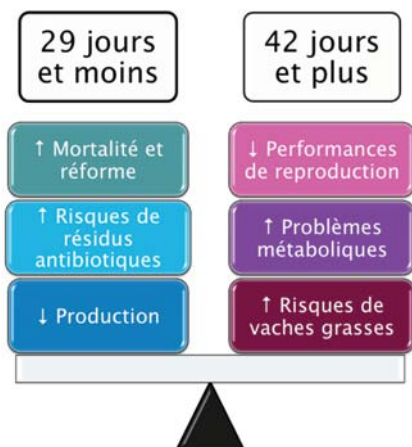 29 jours
et moins
42 jours
et plus
↑ Mortalité et
réforme
↓ Performances
de reproduction
↑ Risques de
résidus
antibiotiques
↑ Problèmes
métaboliques
↓ Production
↑ Risques de
vaches grasses